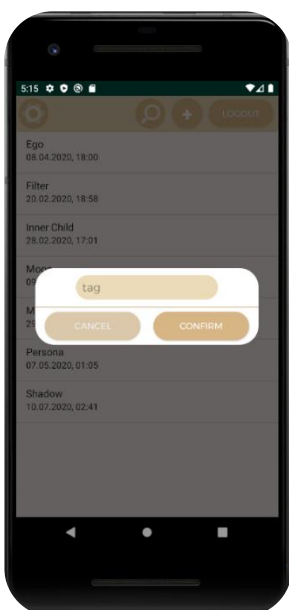 5:15
LOGOUT
Ego
08.04.2020, 18:00
Filter
20.02.2020, 18:58
Inner Child
28.02.2020, 17:01
tag
CANCEL
CONFIRM
Persona
07.05.2020, 01:05
Shadow
10.07.2020, 02:41